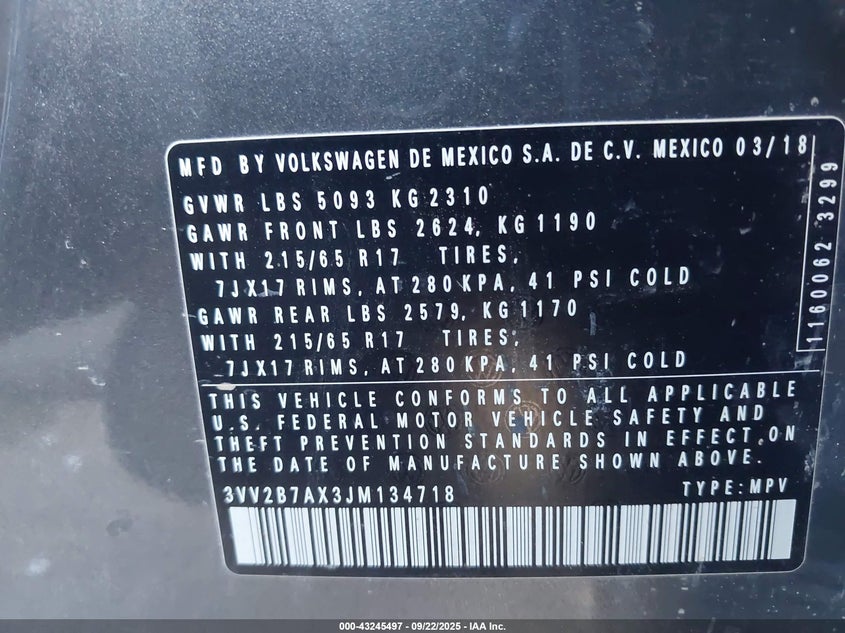 MFD BY VOLKSWAGEN DE MEXICO S.A. DE C.V. MEXICO 03/18
GVWR LBS 5093 KG 2310
GAWR FRONT LBS 2624, KG 1190
WITH 215/65 R17 TIRES,
7JX17 RIMS, AT 280 KPA, 41 PSI COLD
GAWR REAR LBS 2579, KG 1170
WITH 215/65 R17 TIRES,
7JX17 RIMS, AT 280 KPA, 41 PSI COLD
THIS VEHICLE CONFORMS TO ALL APPLICABLE
U.S. FEDERAL MOTOR VEHICLE SAFETY AND
THEFT PREVENTION STANDARDS IN EFFECT ON
THE DATE OF MANUFACTURE SHOWN ABOVE.
3VV2B7AX3JM134718 TYPE: MPV
1160062 3299
000-43245497 - 09/22/2025 - IAA Inc.